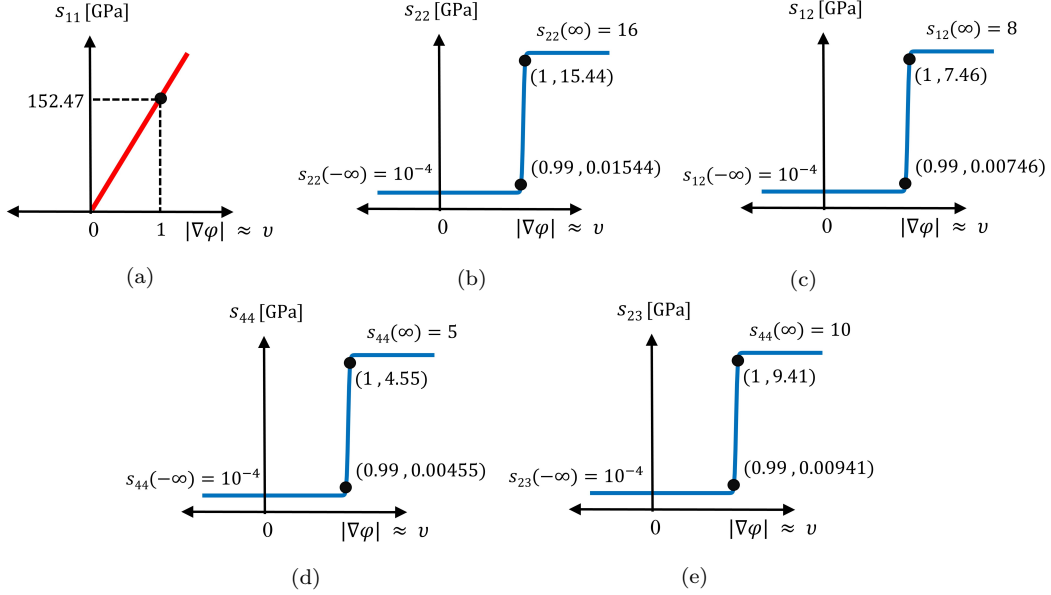 s₁₁ [GPa]
152.47
0
1
|∇φ| ≈ υ
(a)
s₂₂ [GPa]
s₂₂(∞) = 16
(1 , 15.44)
(0.99 , 0.01544)
s₂₂(−∞) = 10⁻⁴
0
|∇φ| ≈ υ
(b)
s₁₂ [GPa]
s₁₂(∞) = 8
(1 , 7.46)
(0.99 , 0.00746)
s₁₂(−∞) = 10⁻⁴
0
|∇φ| ≈ υ
(c)
s₄₄ [GPa]
s₄₄(∞) = 5
(1 , 4.55)
(0.99 , 0.00455)
s₄₄(−∞) = 10⁻⁴
0
|∇φ| ≈ υ
(d)
s₂₃ [GPa]
s₄₄(∞) = 10
(1 , 9.41)
(0.99 , 0.00941)
s₂₃(−∞) = 10⁻⁴
0
|∇φ| ≈ υ
(e)